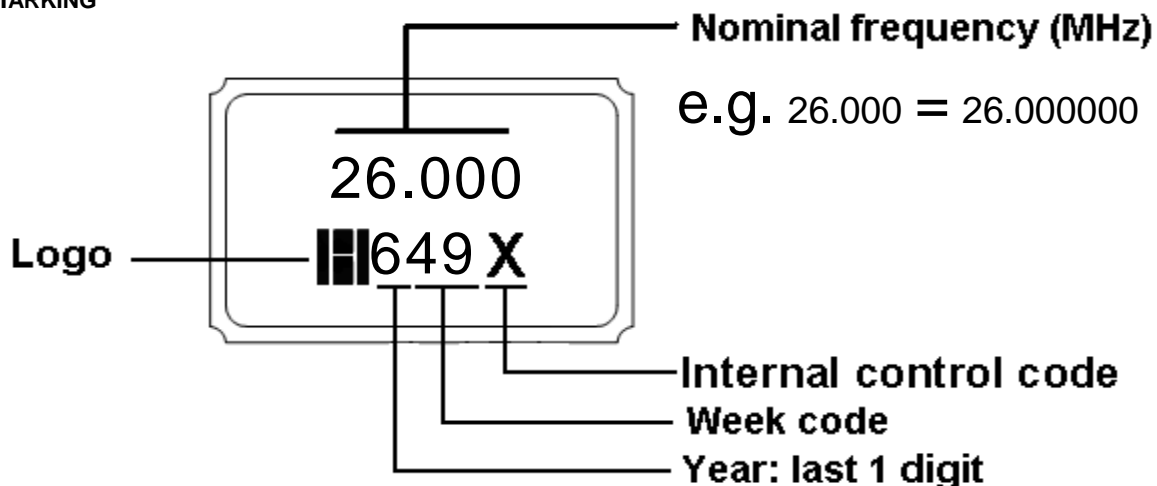 Nominal frequency (MHz)
e.g. 26.000 = 26.000000
26.000
Logo
649 X
Internal control code
Week code
Year: last 1 digit